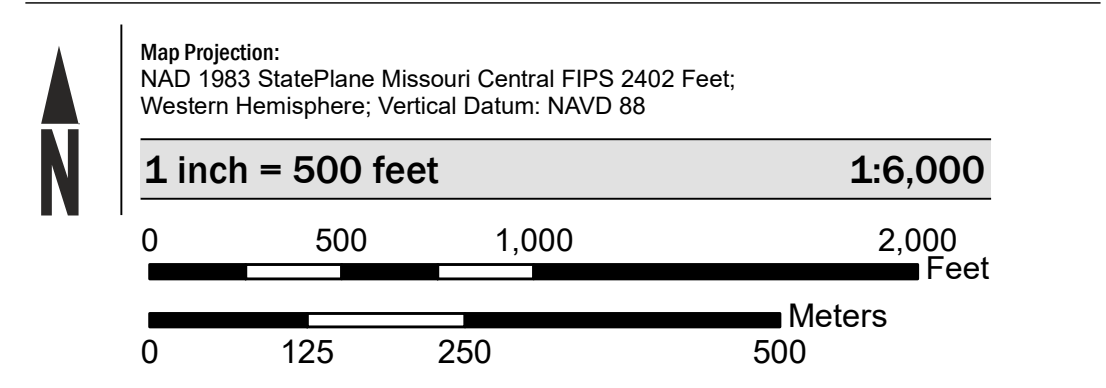 N
Map Projection:
NAD 1983 StatePlane Missouri Central FIPS 2402 Feet;
Western Hemisphere; Vertical Datum: NAVD 88
1 inch = 500 feet 1:6,000
0 500 1,000 2,000
Feet
Meters
0 125 250 500